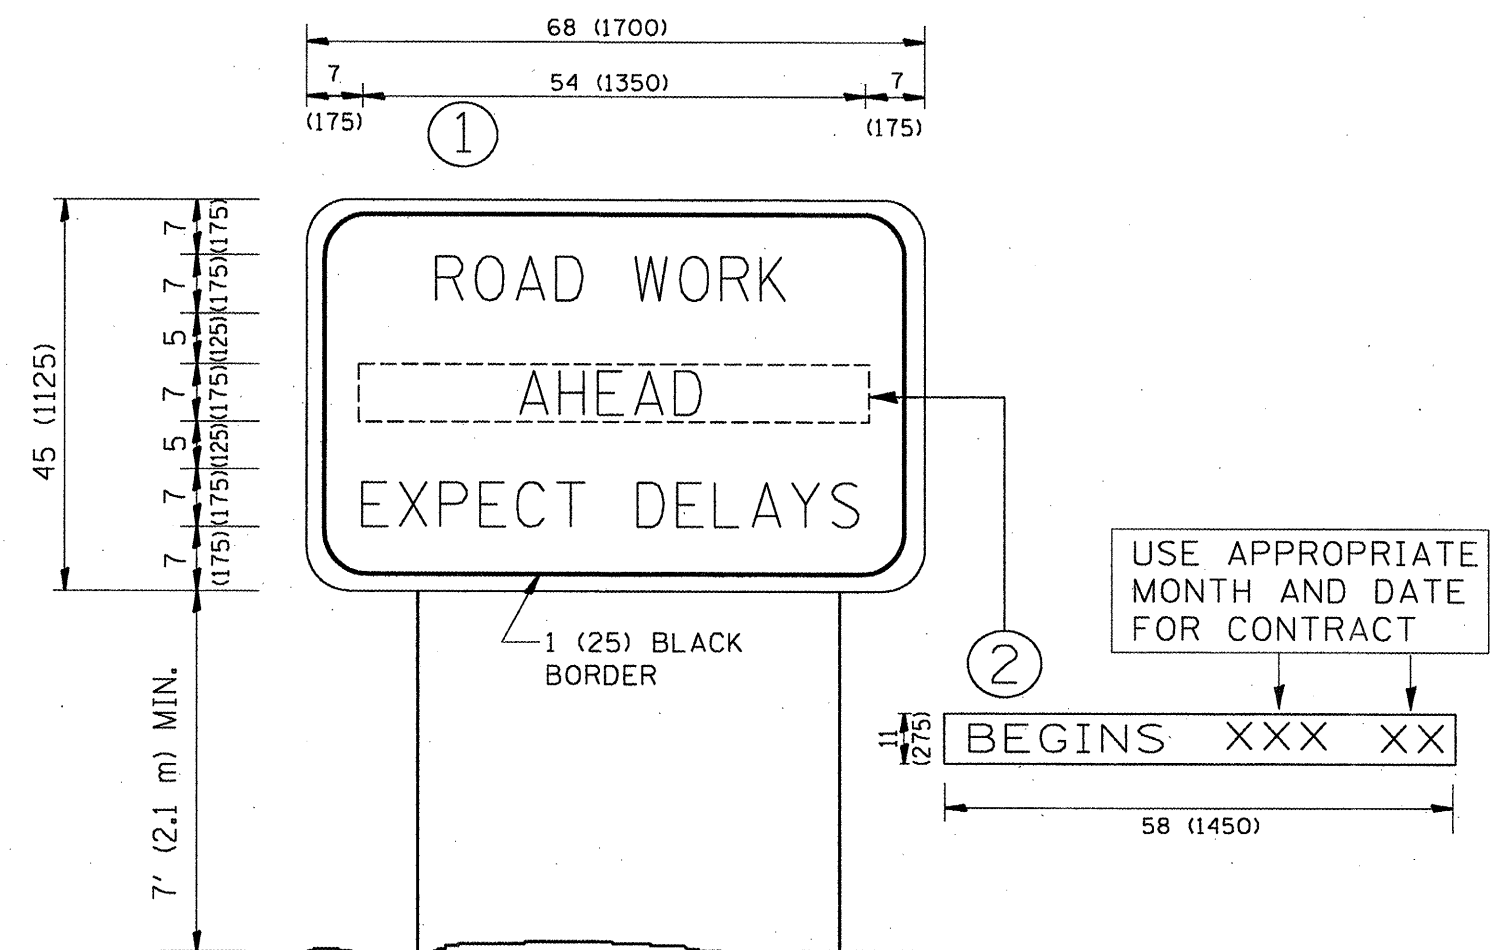 68 (1700)
7
54 (1350)
7
(175)
(175)
1
45 (1125)
7
(175)
7
(175)
5
(125)
7
(175)
5
(125)
7
(175)
7
(175)
ROAD WORK
AHEAD
EXPECT DELAYS
1 (25) BLACK
BORDER
7' (2.1 m) MIN.
USE APPROPRIATE
MONTH AND DATE
FOR CONTRACT
2
11
(275)
BEGINS XXX XX
58 (1450)